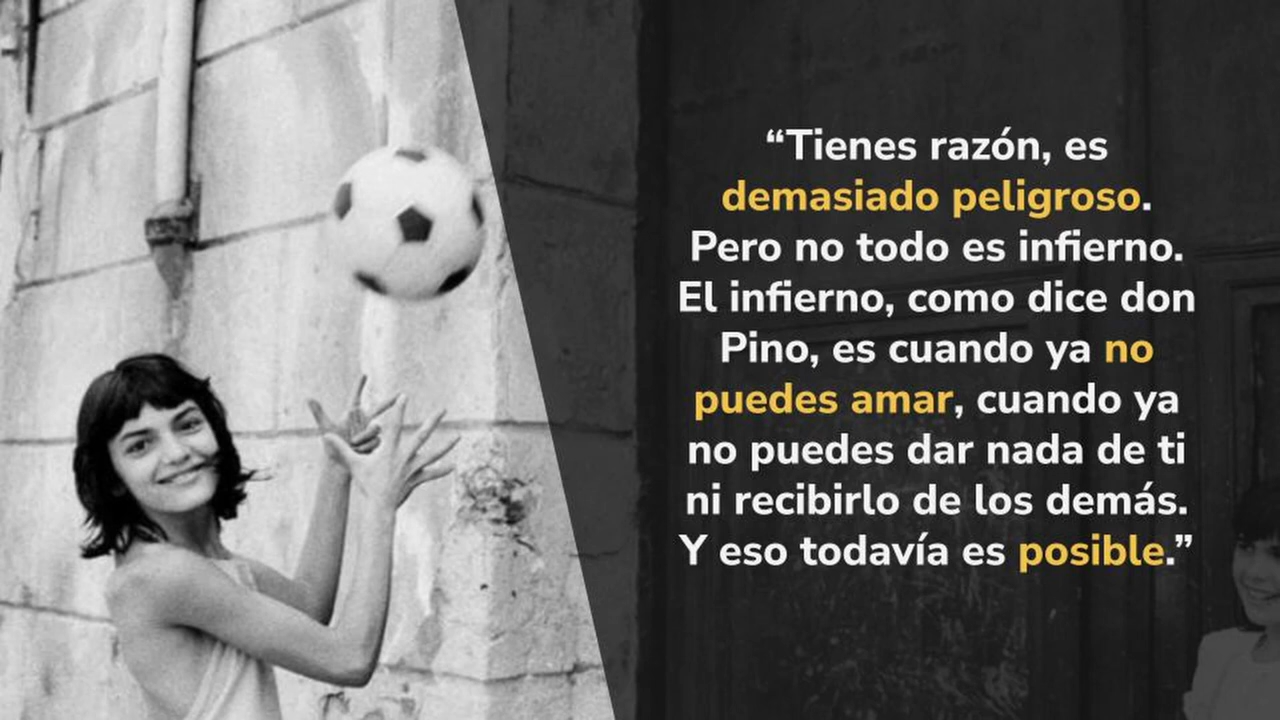 “Tienes razón, es
demasiado peligroso.
Pero no todo es infierno.
El infierno, como dice don
Pino, es cuando ya no
puedes amar, cuando ya
no puedes dar nada de ti
ni recibirlo de los demás.
Y eso todavía es posible.”